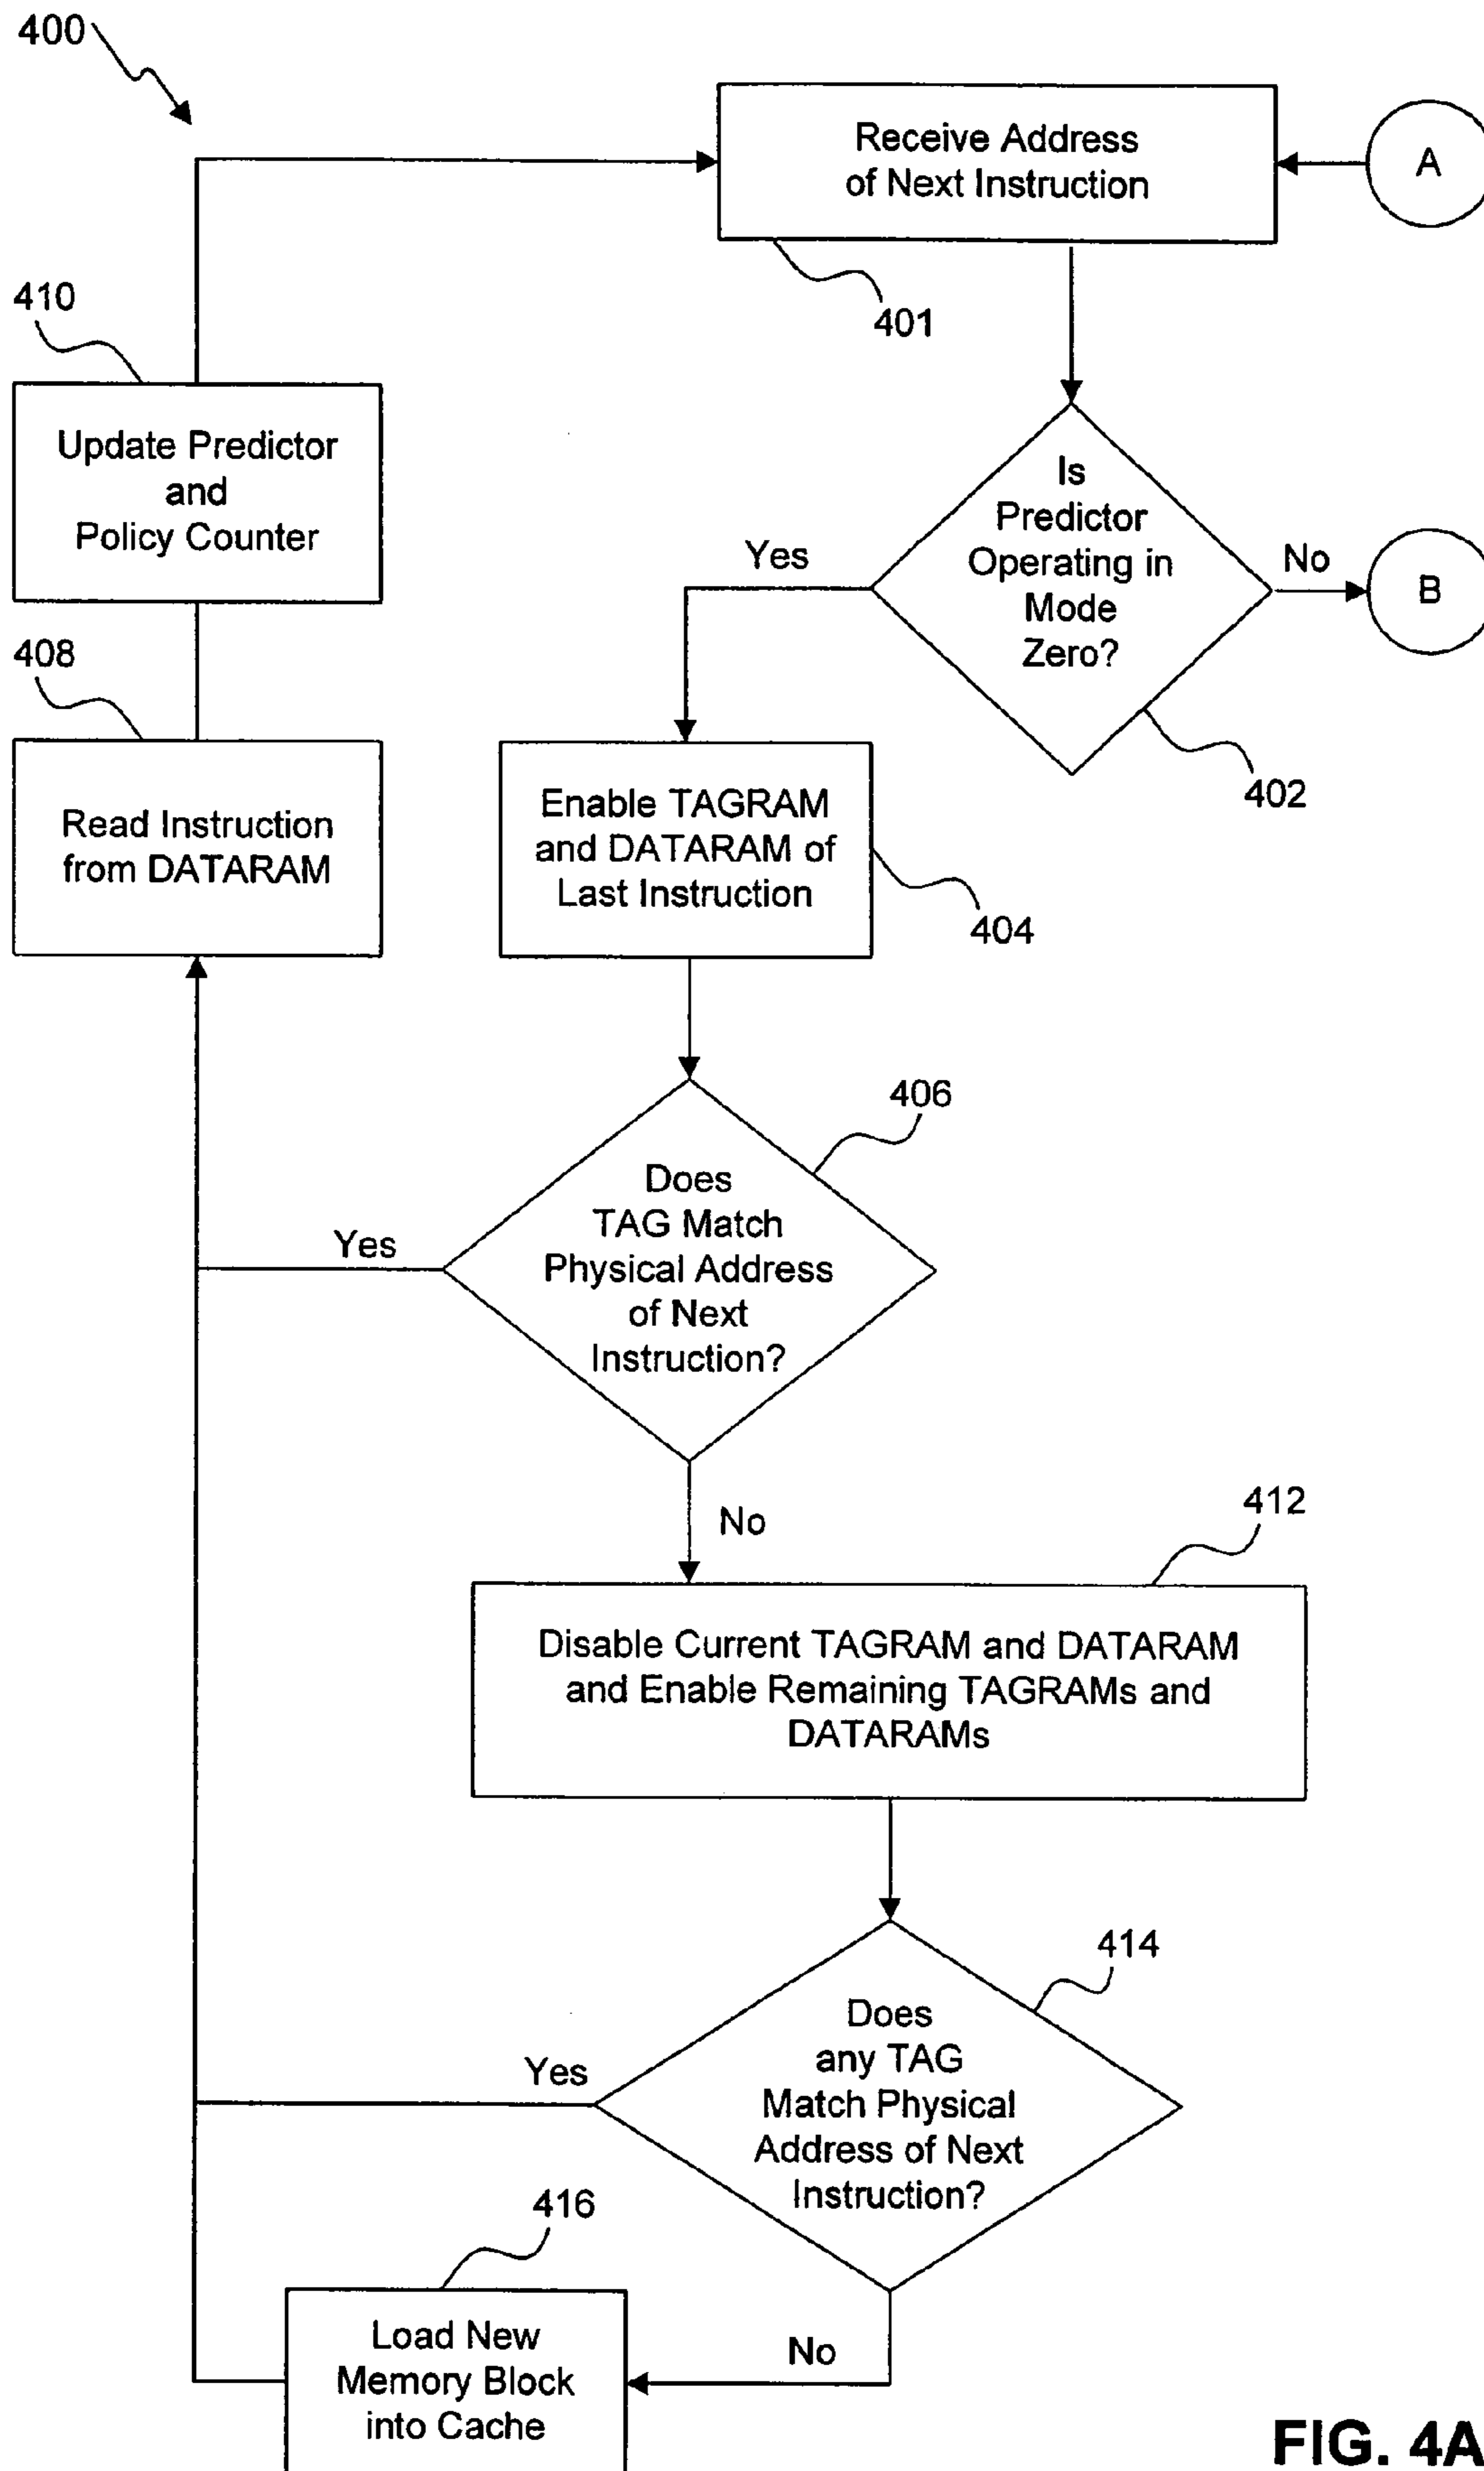 400
Receive Address
of Next Instruction
A
401
410
Update Predictor
and
Policy Counter
Is
Predictor
Operating in
Mode
Zero?
Yes
No
B
402
408
Read Instruction
from DATARAM
Enable TAGRAM
and DATARAM of
Last Instruction
404
406
Does
TAG Match
Physical Address
of Next
Instruction?
Yes
No
412
Disable Current TAGRAM and DATARAM
and Enable Remaining TAGRAMs and
DATARAMs
414
Does
any TAG
Match Physical
Address of Next
Instruction?
Yes
No
416
Load New
Memory Block
into Cache
FIG. 4A